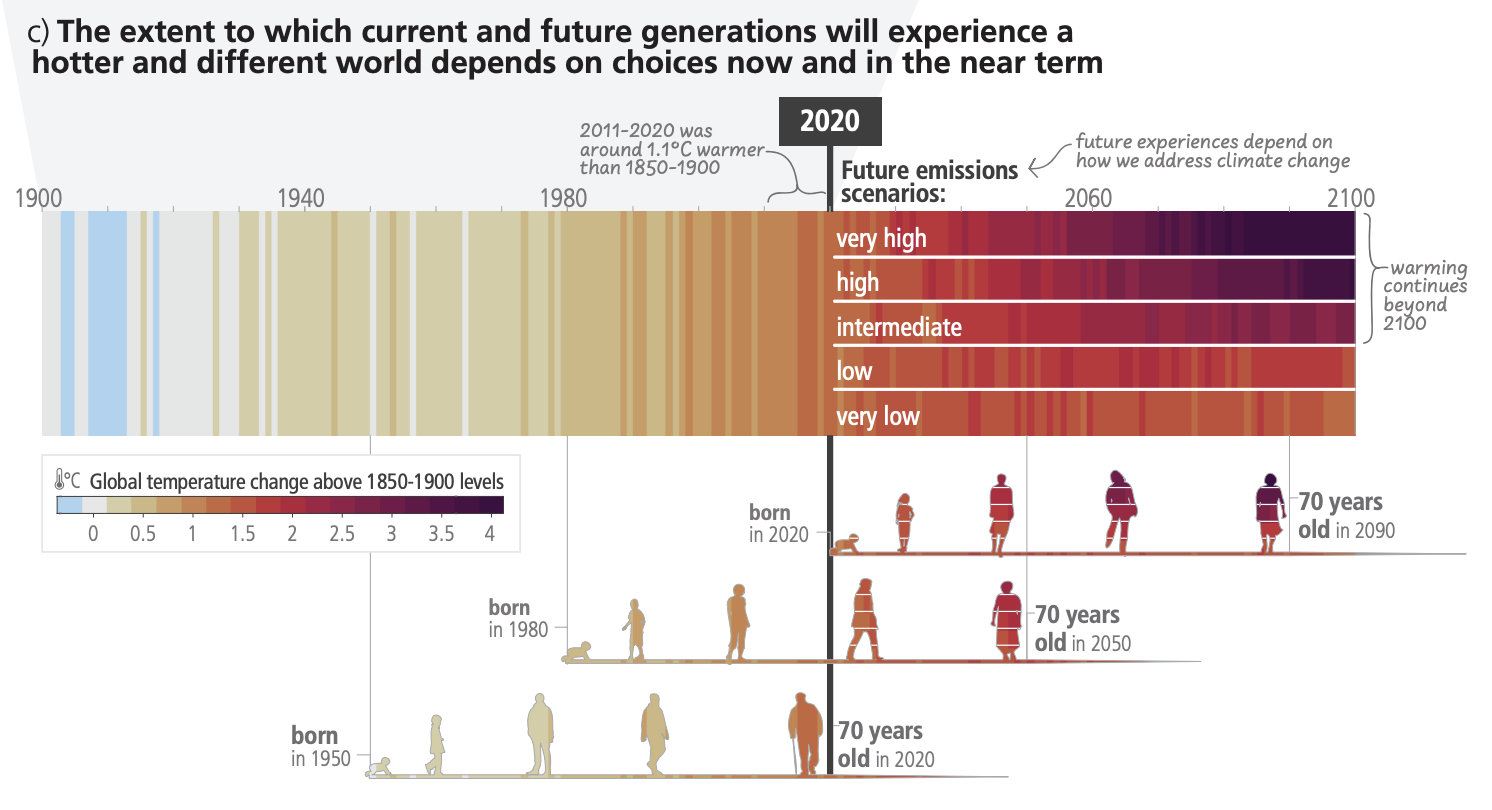 c) The extent to which current and future generations will experience a
hotter and different world depends on choices now and in the near term
2011-2020 was
around 1.1°C warmer
than 1850-1900
2020
future experiences depend on
how we address climate change
Future emissions
scenarios:
1900
1940
1980
2060
2100
very high
high
intermediate
low
very low
warming
continues
beyond
2100
°C Global temperature change above 1850-1900 levels
0 0.5 1 1.5 2 2.5 3 3.5 4
born
in 2020
70 years
old in 2090
born
in 1980
70 years
old in 2050
born
in 1950
70 years
old in 2020